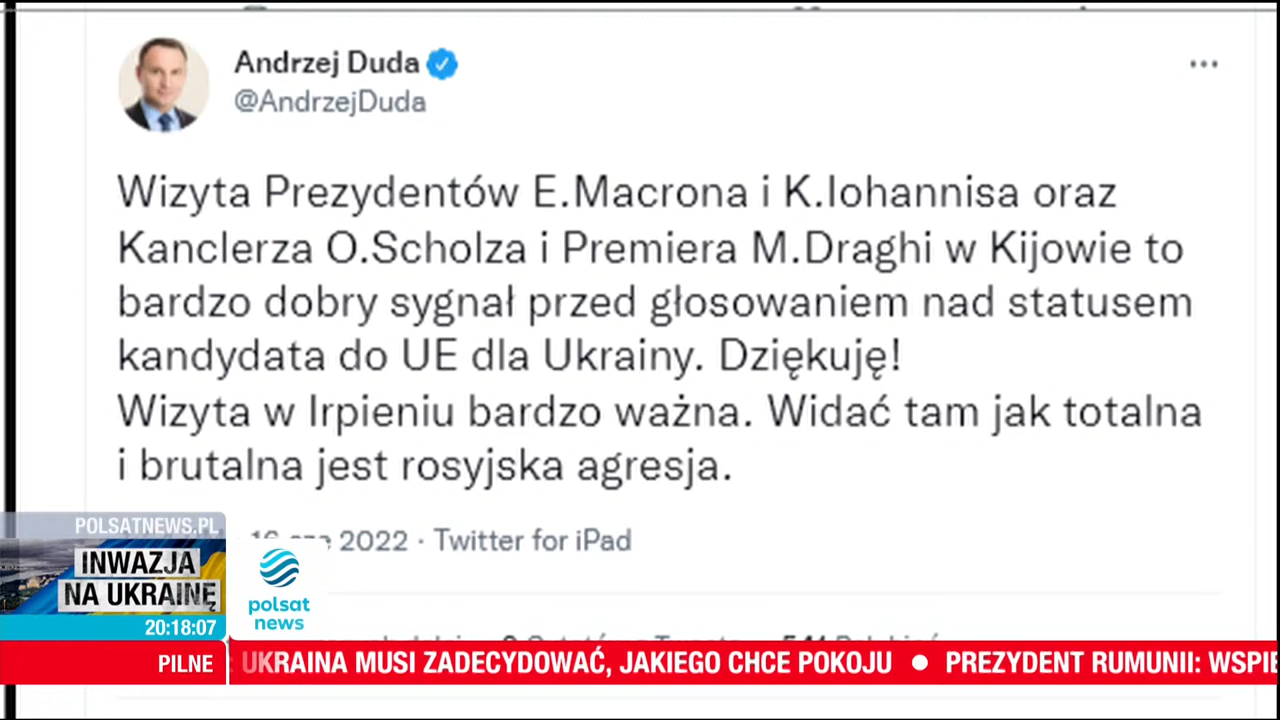 Andrzej Duda
@AndrzejDuda
Wizyta Prezydentów E.Macrona i K.Iohannisa oraz
Kanclerza O.Scholza i Premiera M.Draghi w Kijowie to
bardzo dobry sygnał przed głosowaniem nad statusem
kandydata do UE dla Ukrainy. Dziękuję!
Wizyta w Irpieniu bardzo ważna. Widać tam jak totalna
i brutalna jest rosyjska agresja.
2022 · Twitter for iPad
POLSATNEWS.PL
INWAZJA
NA UKRAINĘ
20:18:07
polsat
news
PILNE
UKRAINA MUSI ZADECYDOWAĆ, JAKIEGO CHCE POKOJU ● PREZYDENT RUMUNII: WSPIE